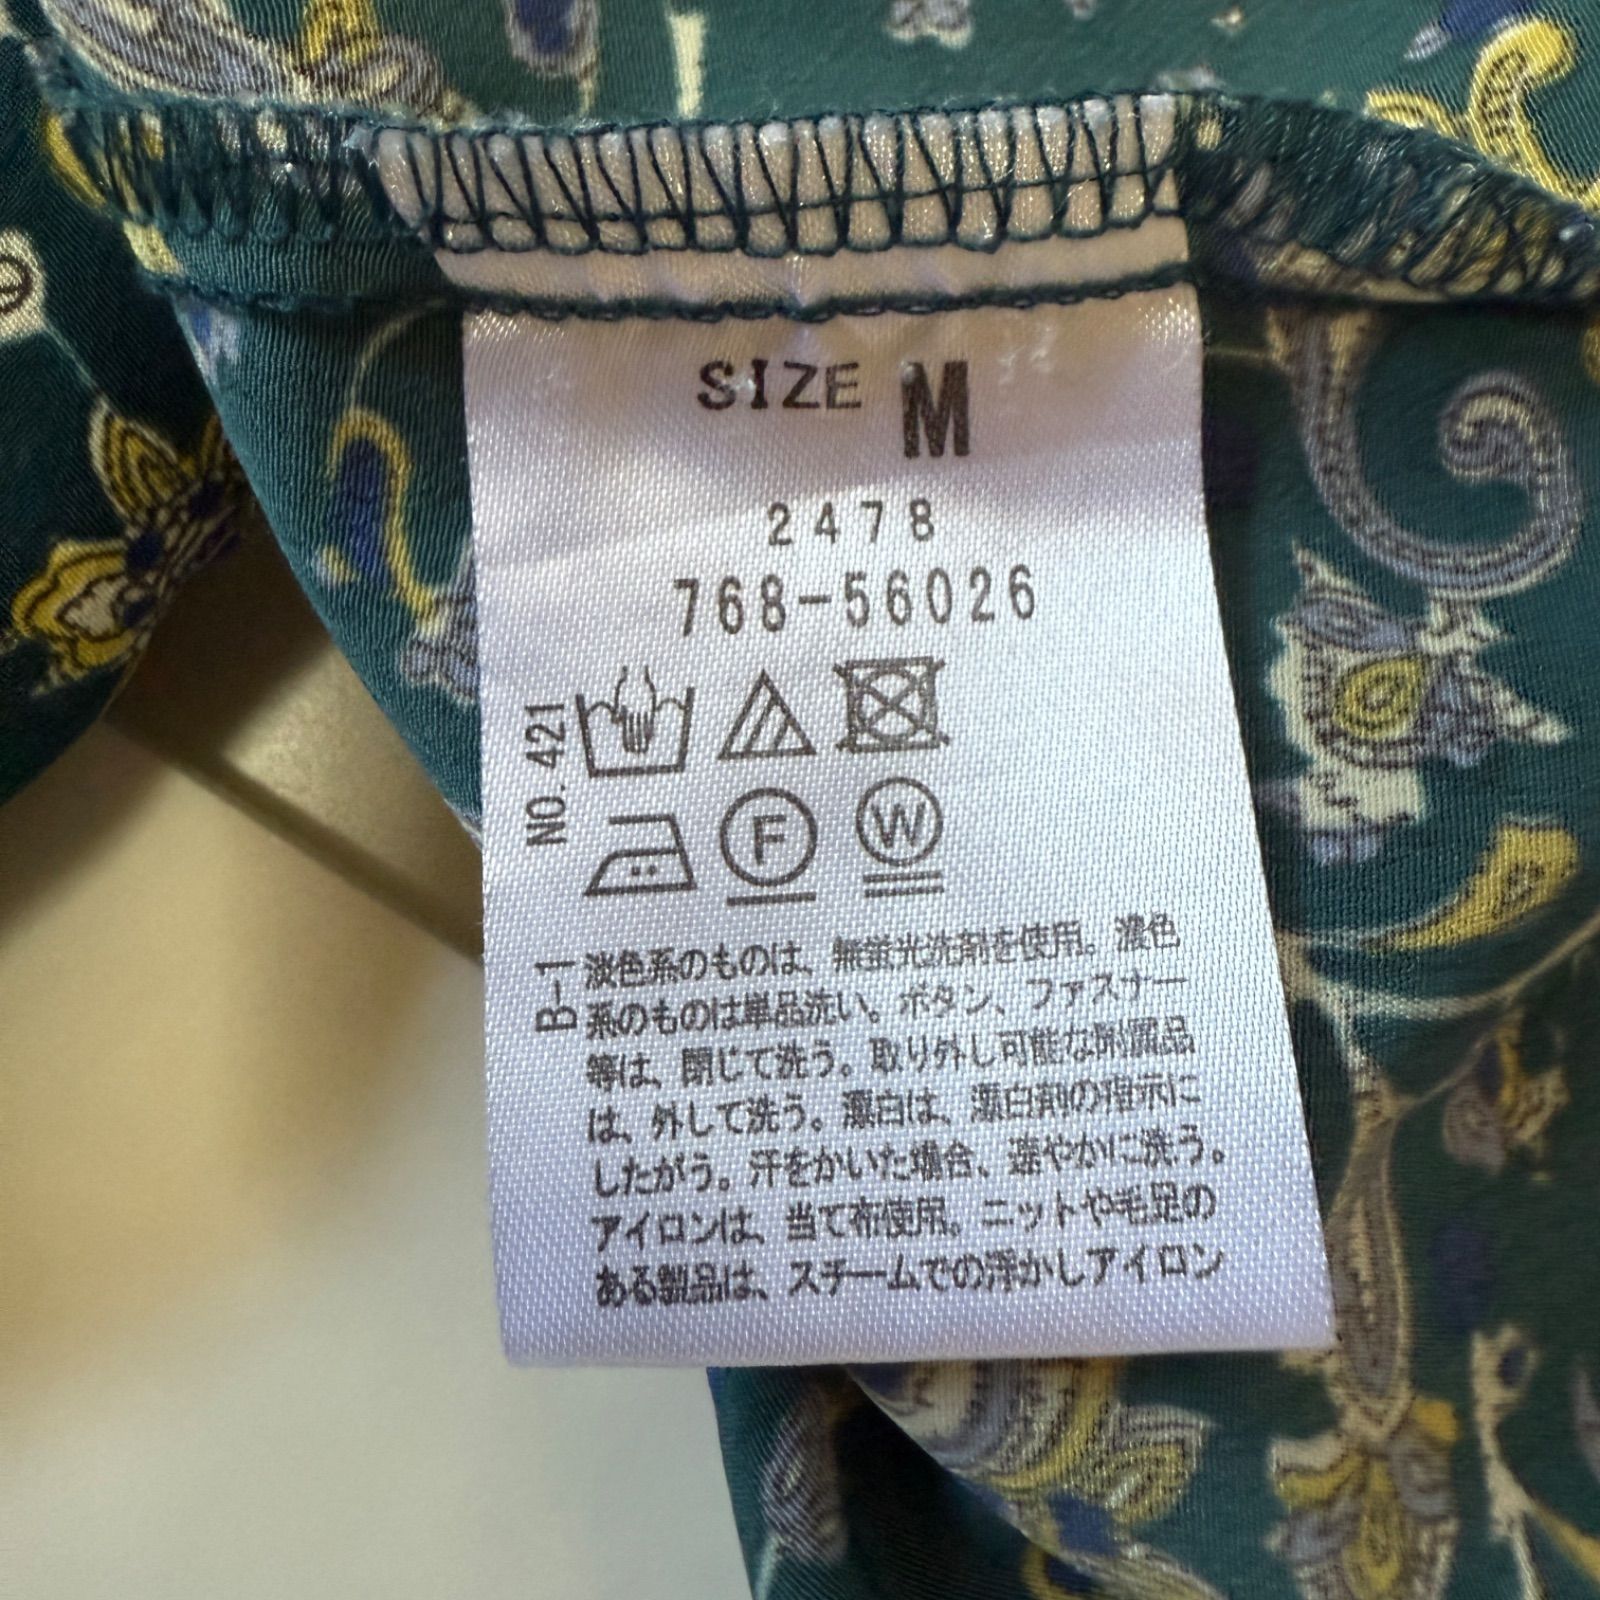 SIZE M
2478
768-56026
NO. 421
F
W
B-1
淡色系のものは、無蛍光洗剤を使用。濃色
系のものは単品洗い。ボタン、ファスナー
等は、閉じて洗う。取り外し可能な附属品
は、外して洗う。漂白は、漂白剤の指示に
したがう。汗をかいた場合、速やかに洗う。
アイロンは、当て布使用。ニットや毛足の
ある製品は、スチームでの浮かしアイロン